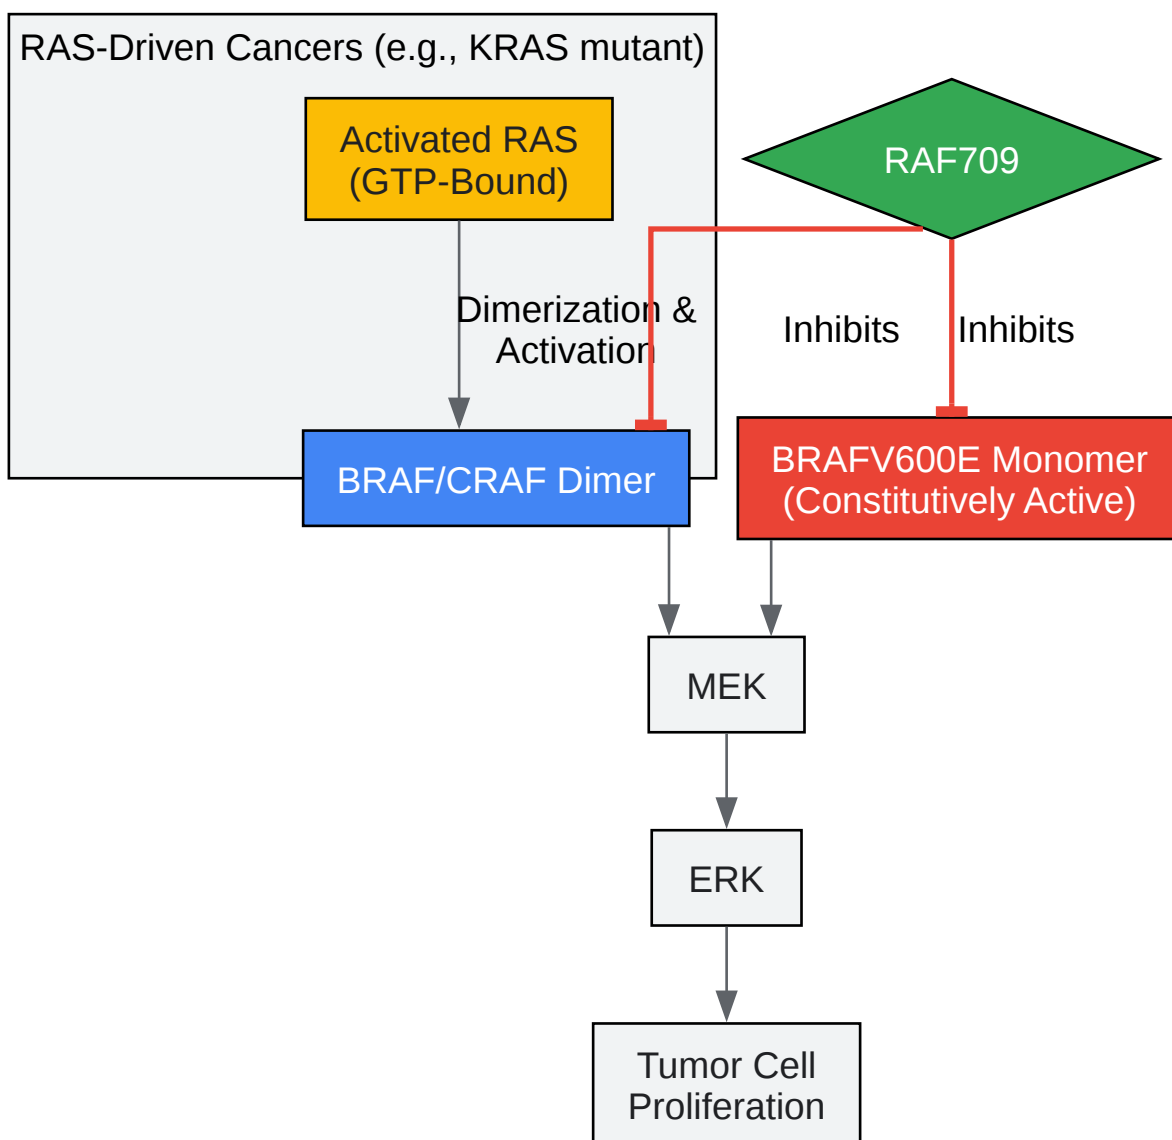 RAS-Driven Cancers (e.g., KRAS mutant)
Activated RAS
(GTP-Bound)
RAF709
Dimerization &
Activation
Inhibits
Inhibits
BRAF/CRAF Dimer
BRAFV600E Monomer
(Constitutively Active)
MEK
ERK
Tumor Cell
Proliferation